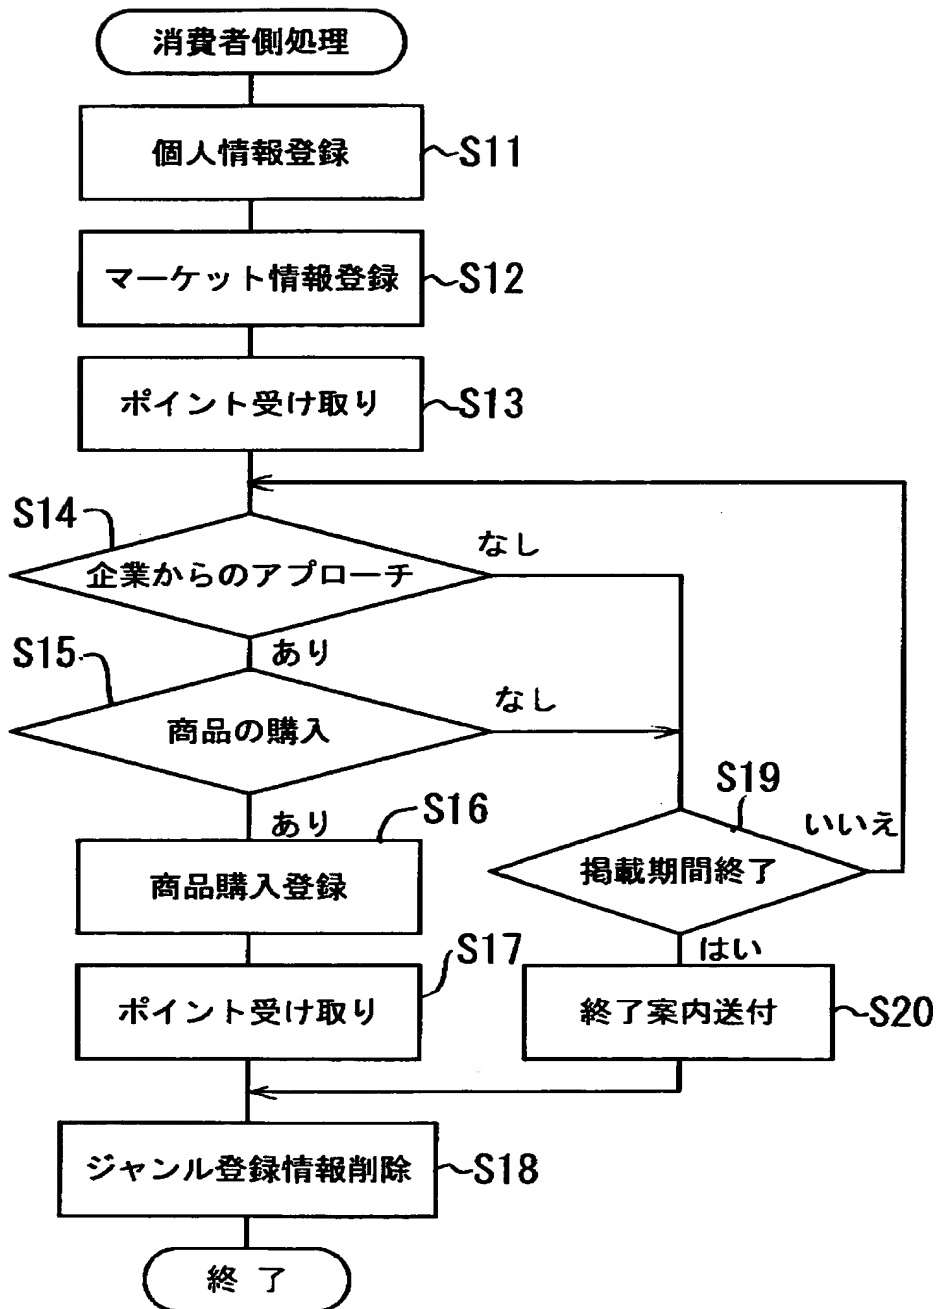 消費者側処理
個人情報登録
S11
マーケット情報登録
S12
ポイント受け取り
S13
S14
企業からのアプローチ
なし
あり
S15
商品の購入
なし
あり
S16
商品購入登録
S19
掲載期間終了
いいえ
はい
S17
ポイント受け取り
終了案内送付
S20
ジャンル登録情報削除
S18
終了